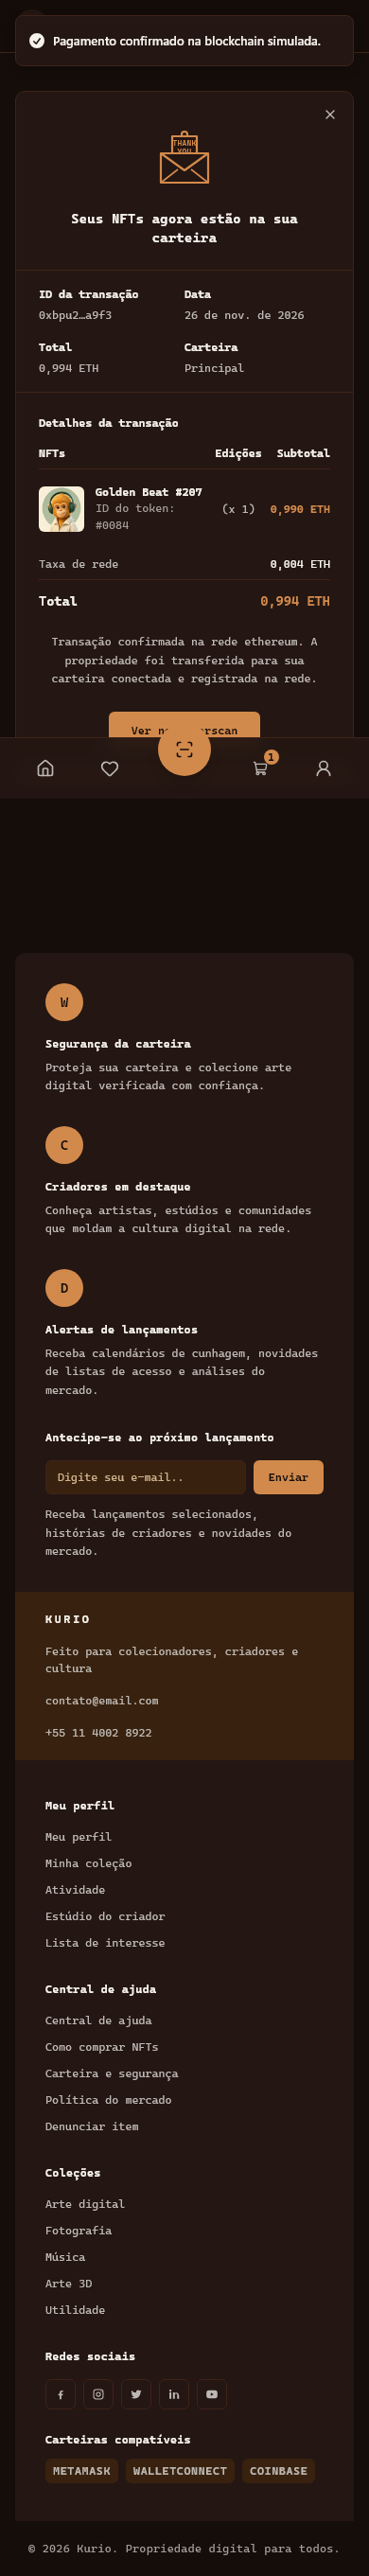 Pagamento confirmado na blockchain simulada.
THANK
YOU
Seus NFTs agora estão na sua
carteira
ID da transação
Data
0xbpu2…a9f3
26 de nov. de 2026
Total
Carteira
0,994 ETH
Principal
Detalhes da transação
NFTs Edições Subtotal
Golden Beat #207
ID do token:
#0084
(x 1) 0,990 ETH
Taxa de rede 0,004 ETH
Total 0,994 ETH
Transação confirmada na rede ethereum. A
propriedade foi transferida para sua
carteira conectada e registrada na rede.
Ver no
1
W
Segurança da carteira
Proteja sua carteira e colecione arte
digital verificada com confiança.
C
Criadores em destaque
Conheça artistas, estúdios e comunidades
que moldam a cultura digital na rede.
D
Alertas de lançamentos
Receba calendários de cunhagem, novidades
de listas de acesso e análises do
mercado.
Antecipe-se ao próximo lançamento
Digite seu e-mail..
Enviar
Receba lançamentos selecionados,
histórias de criadores e novidades do
mercado.
KURIO
Feito para colecionadores, criadores e
cultura
contato@email.com
+55 11 4002 8922
Meu perfil
Meu perfil
Minha coleção
Atividade
Estúdio do criador
Lista de interesse
Central de ajuda
Central de ajuda
Como comprar NFTs
Carteira e segurança
Política do mercado
Denunciar item
Coleções
Arte digital
Fotografia
Música
Arte 3D
Utilidade
Redes sociais
Carteiras compatíveis
METAMASK WALLETCONNECT COINBASE
© 2026 Kurio. Propriedade digital para todos.